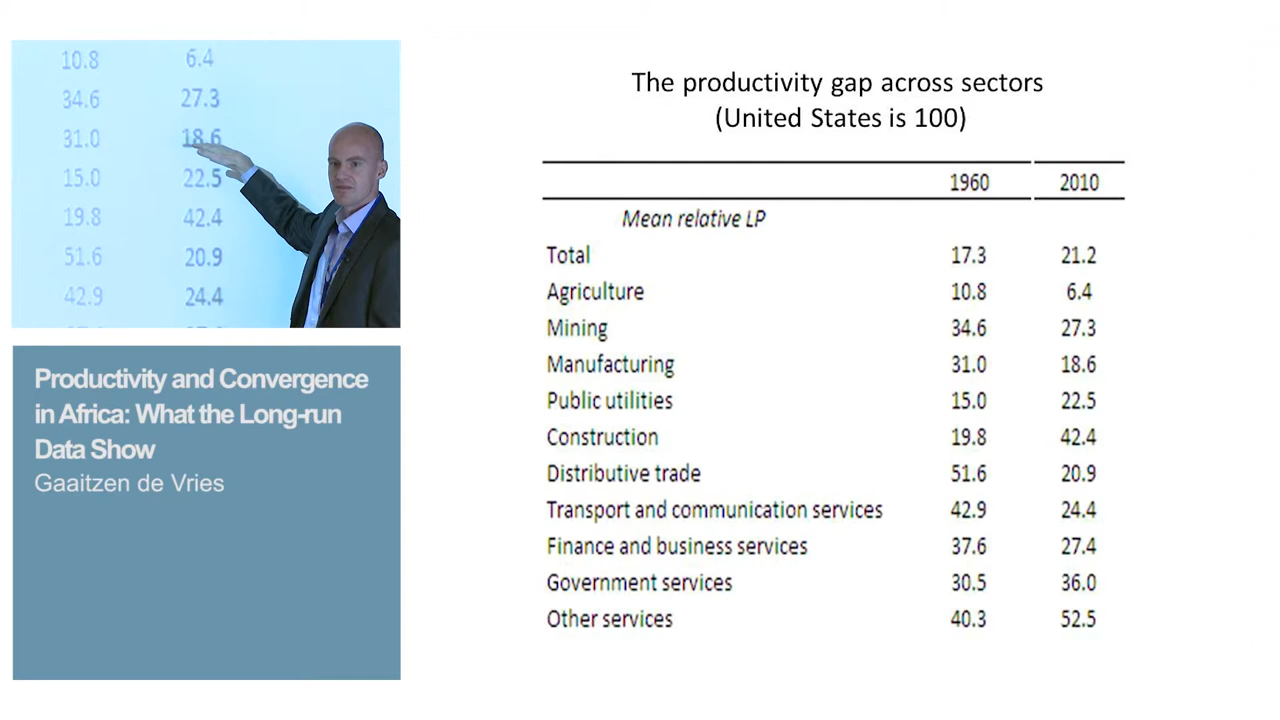 10.8 6.4
34.6 27.3
31.0 18.6
15.0 22.5
19.8 42.4
51.6 20.9
42.9 24.4
Productivity and Convergence
in Africa: What the Long-run
Data Show
Gaaitzen de Vries
The productivity gap across sectors
(United States is 100)
1960 2010
Mean relative LP
Total 17.3 21.2
Agriculture 10.8 6.4
Mining 34.6 27.3
Manufacturing 31.0 18.6
Public utilities 15.0 22.5
Construction 19.8 42.4
Distributive trade 51.6 20.9
Transport and communication services 42.9 24.4
Finance and business services 37.6 27.4
Government services 30.5 36.0
Other services 40.3 52.5